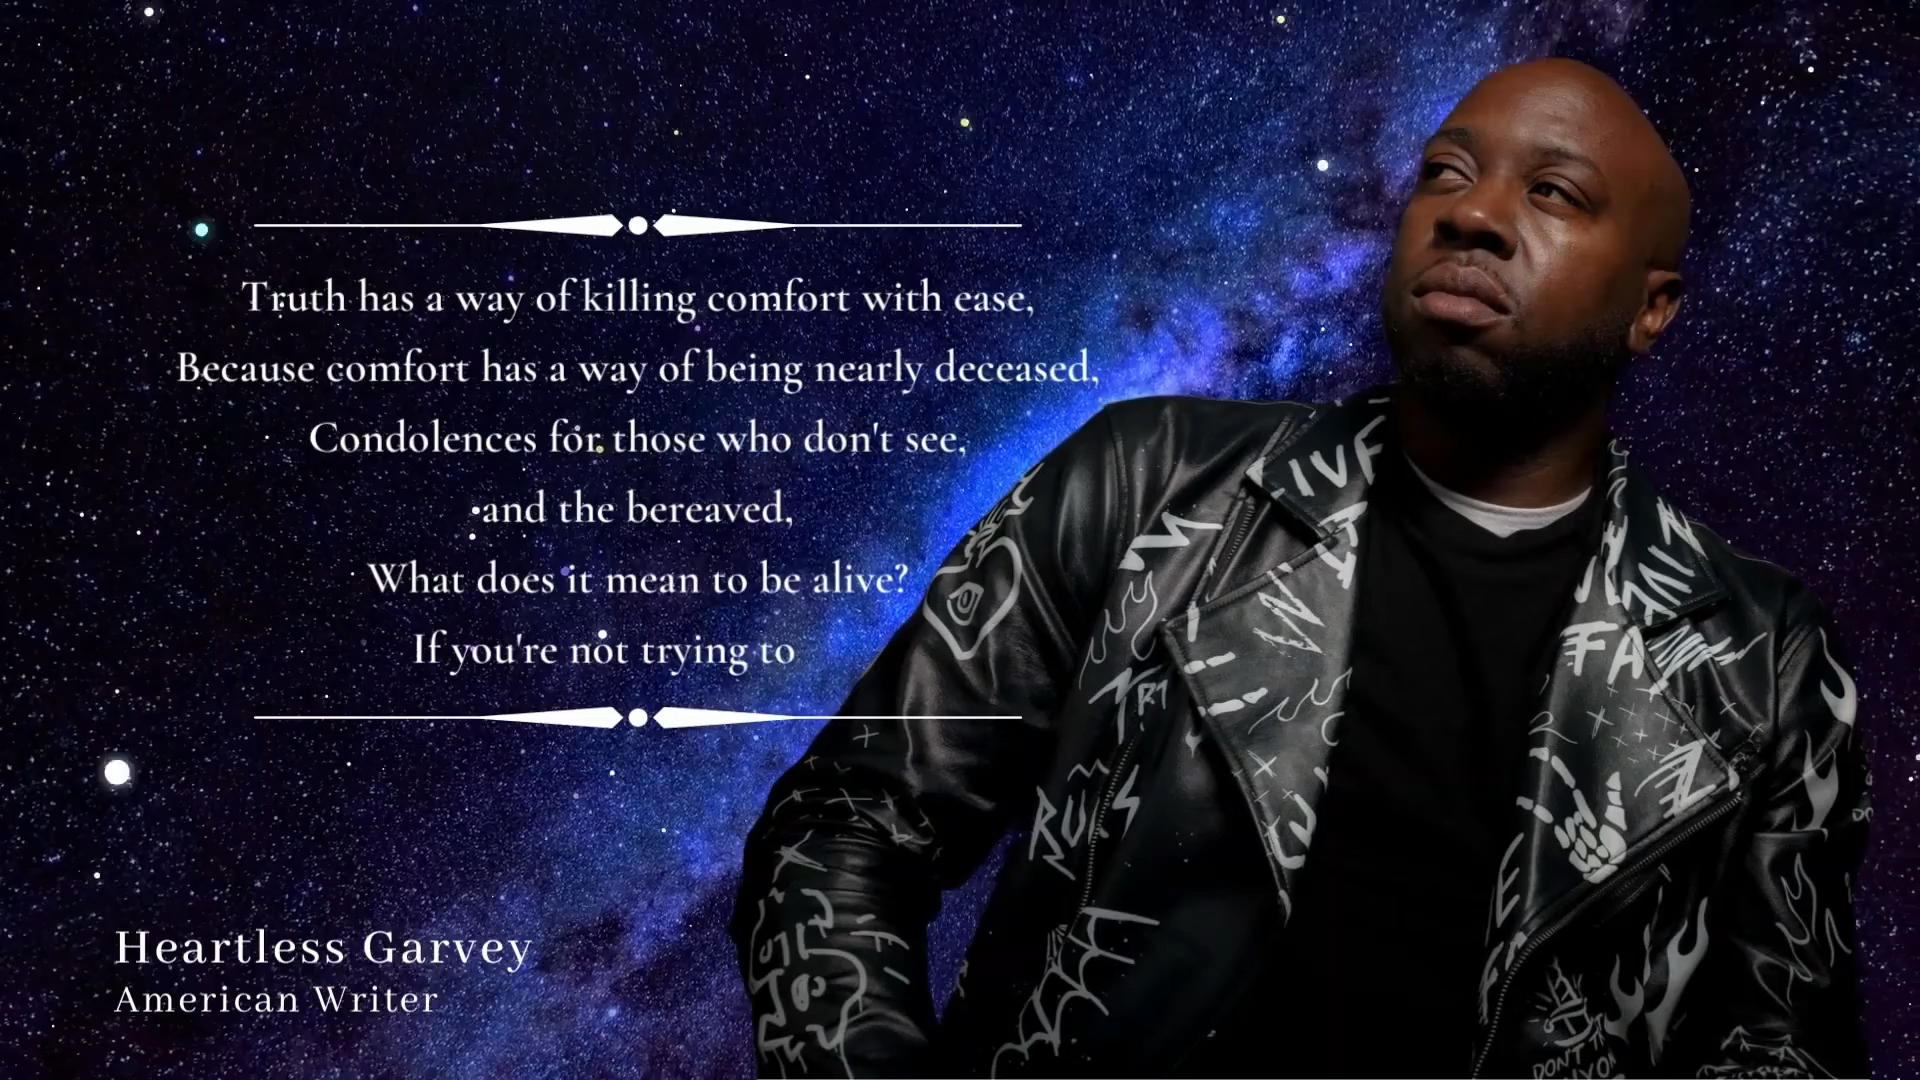 Truth has a way of killing comfort with ease,
Because comfort has a way of being nearly deceased,
Condolences for those who don't see,
and the bereaved,
What does it mean to be alive?
If you're not trying to
Heartless Garvey
American Writer